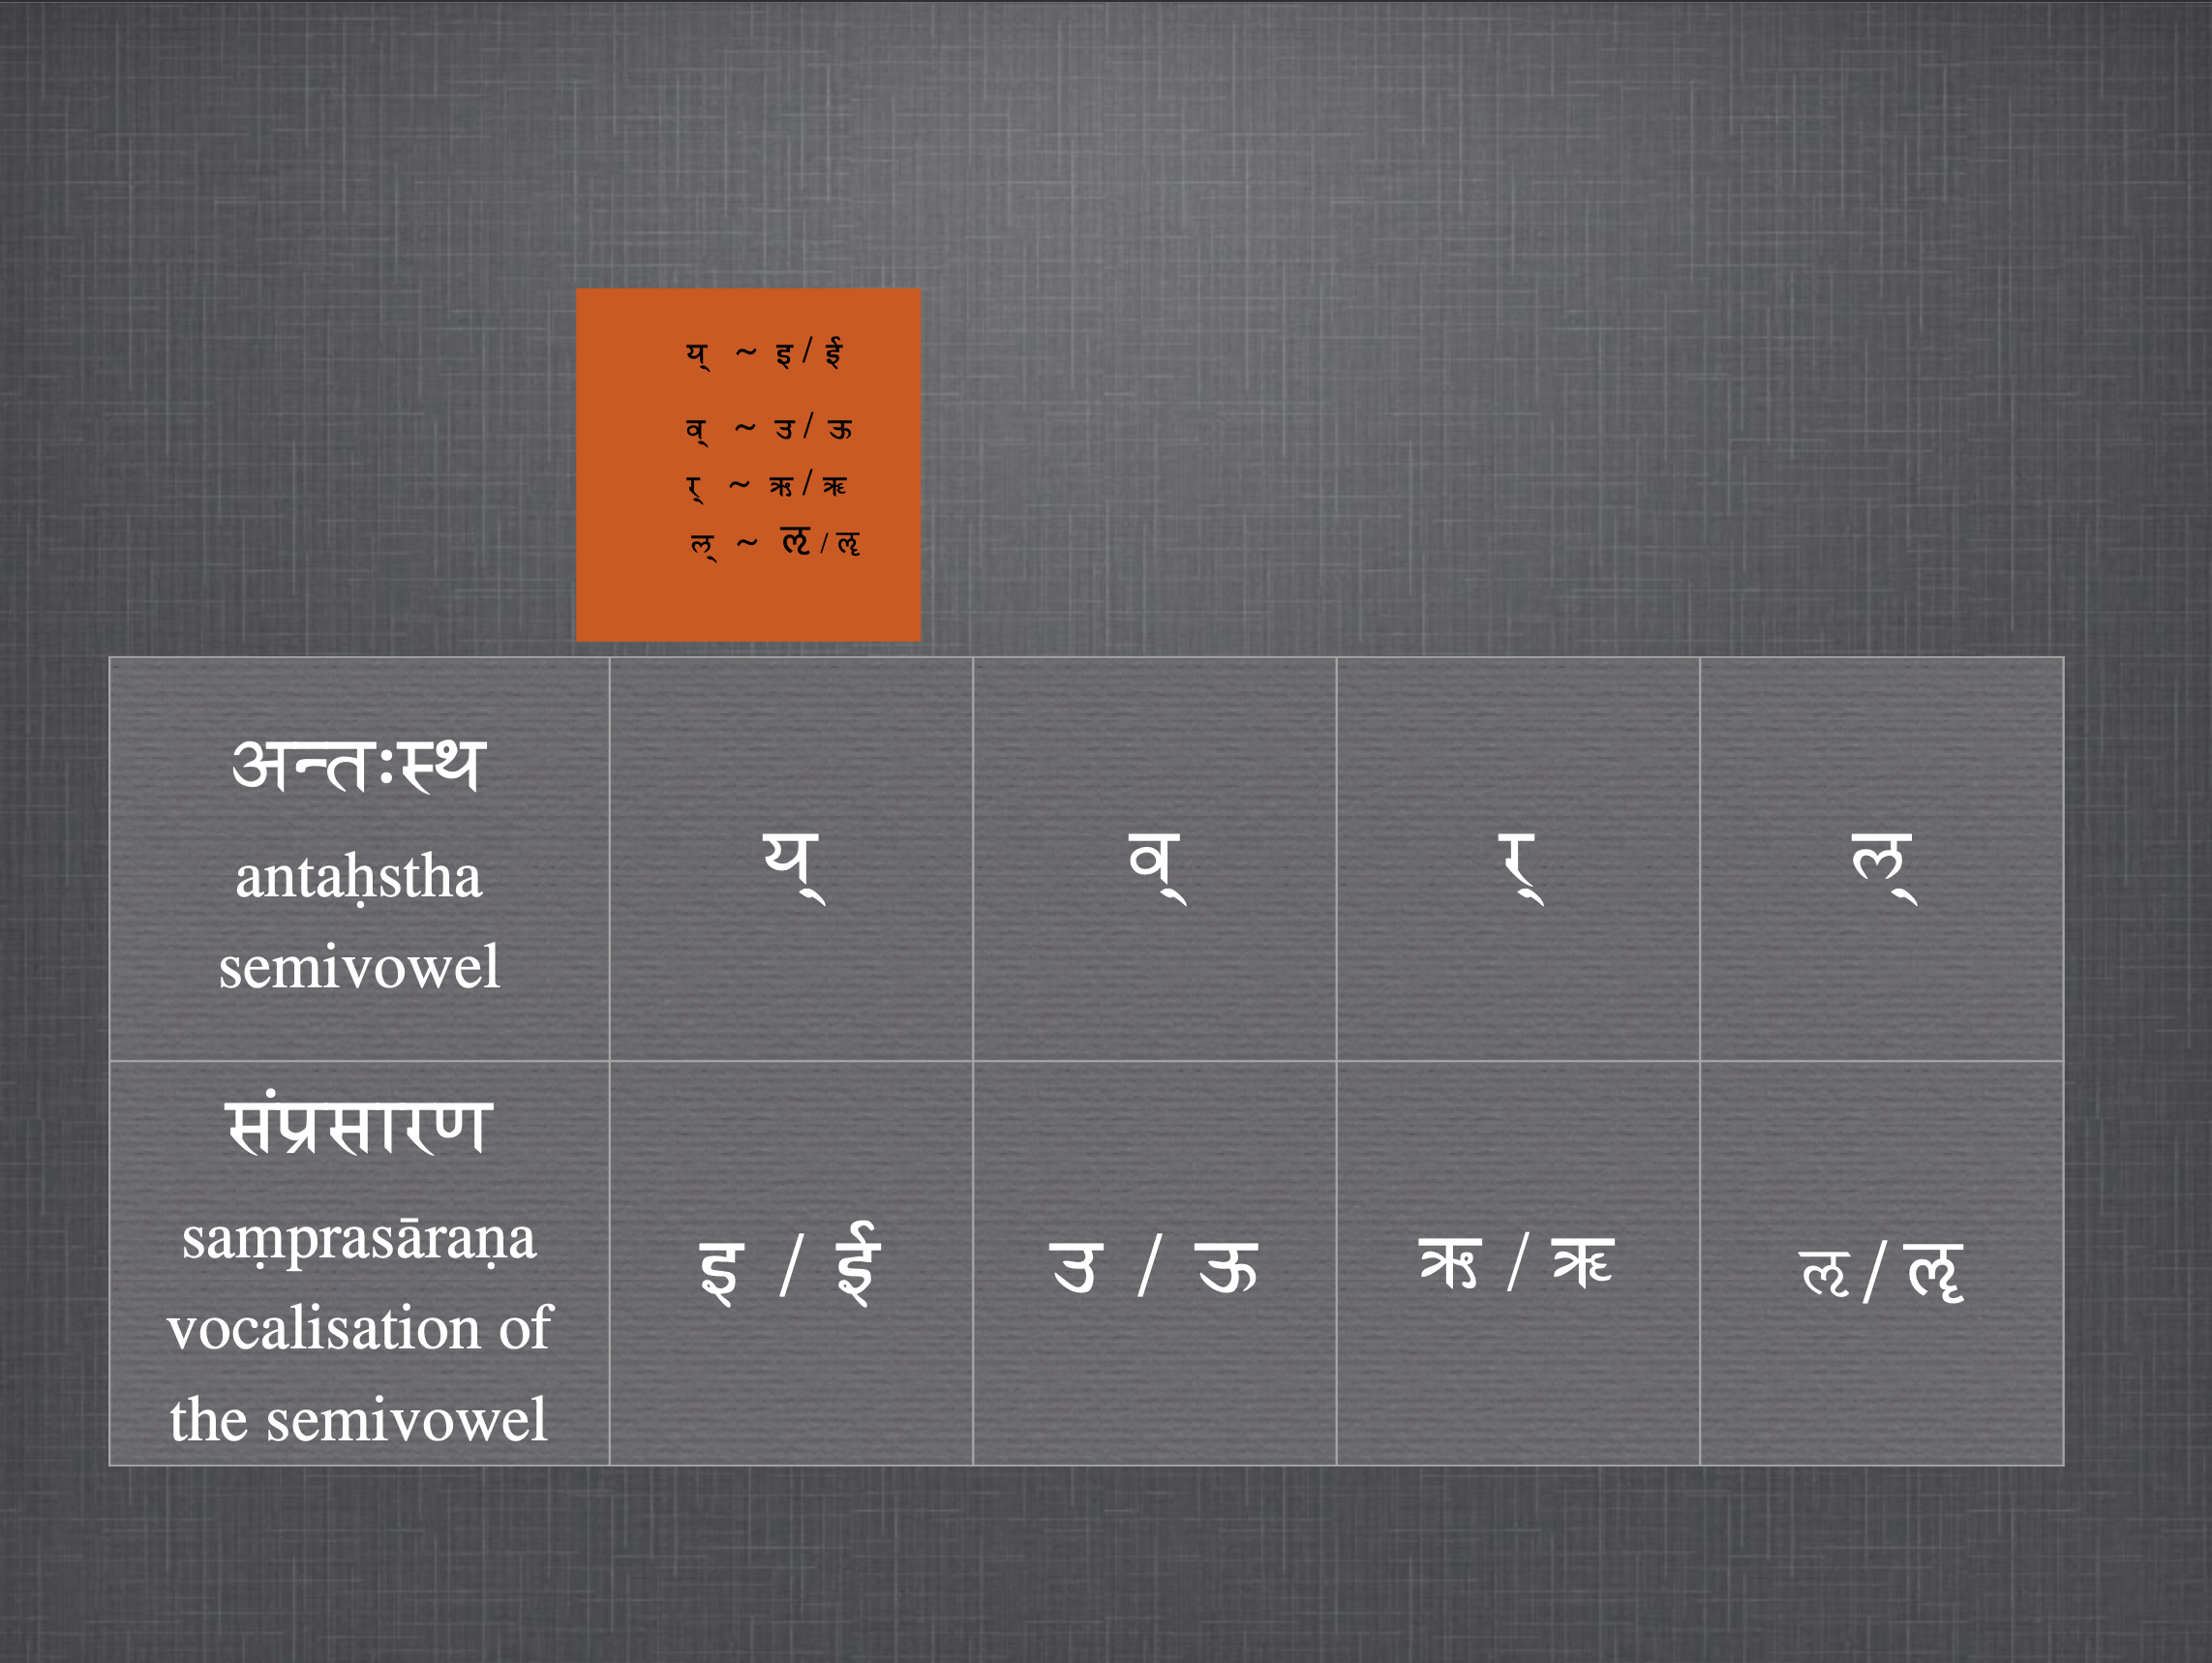 य् ~ इ / ई
व् ~ उ / ऊ
र् ~ ऋ / ॠ
ल् ~ ऌ / ॡ
अन्तःस्थ
antaḥstha
semivowel
य्
व्
र्
ल्
संप्रसारण
saṃprasāraṇa
vocalisation of
the semivowel
इ / ई
उ / ऊ
ऋ / ॠ
ऌ / ॡ